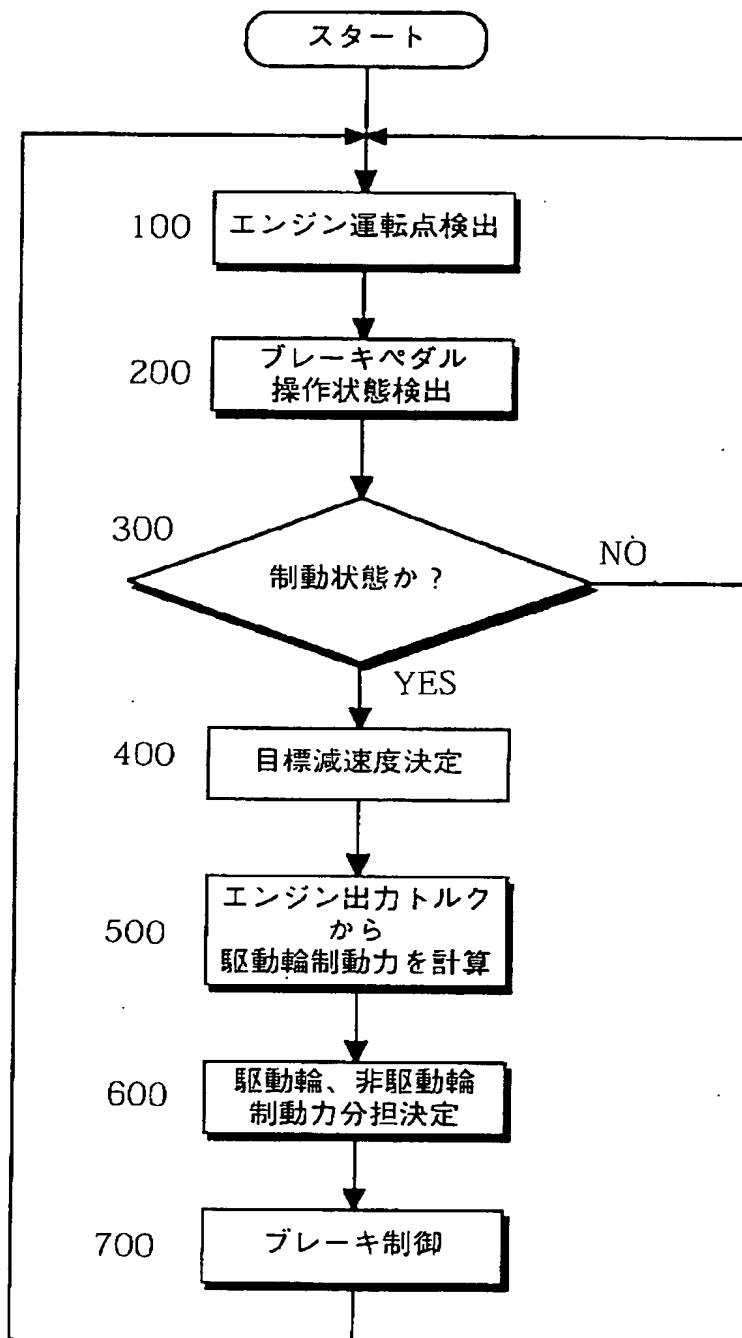 スタート
100
エンジン運転点検出
200
ブレーキペダル
操作状態検出
300
制動状態か?
NO
YES
400
目標減速度決定
500
エンジン出力トルク
から
駆動輪制動力を計算
600
駆動輪、非駆動輪
制動力分担決定
700
ブレーキ制御